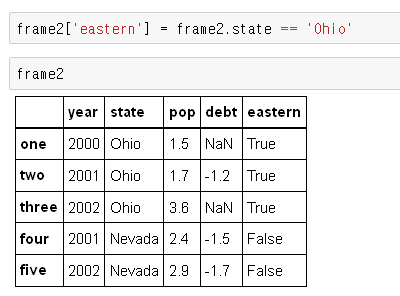 frame2['eastern'] = frame2.state == 'Ohio'
frame2
year state pop debt eastern
one 2000 Ohio 1.5 NaN True
two 2001 Ohio 1.7 -1.2 True
three 2002 Ohio 3.6 NaN True
four 2001 Nevada 2.4 -1.5 False
five 2002 Nevada 2.9 -1.7 False